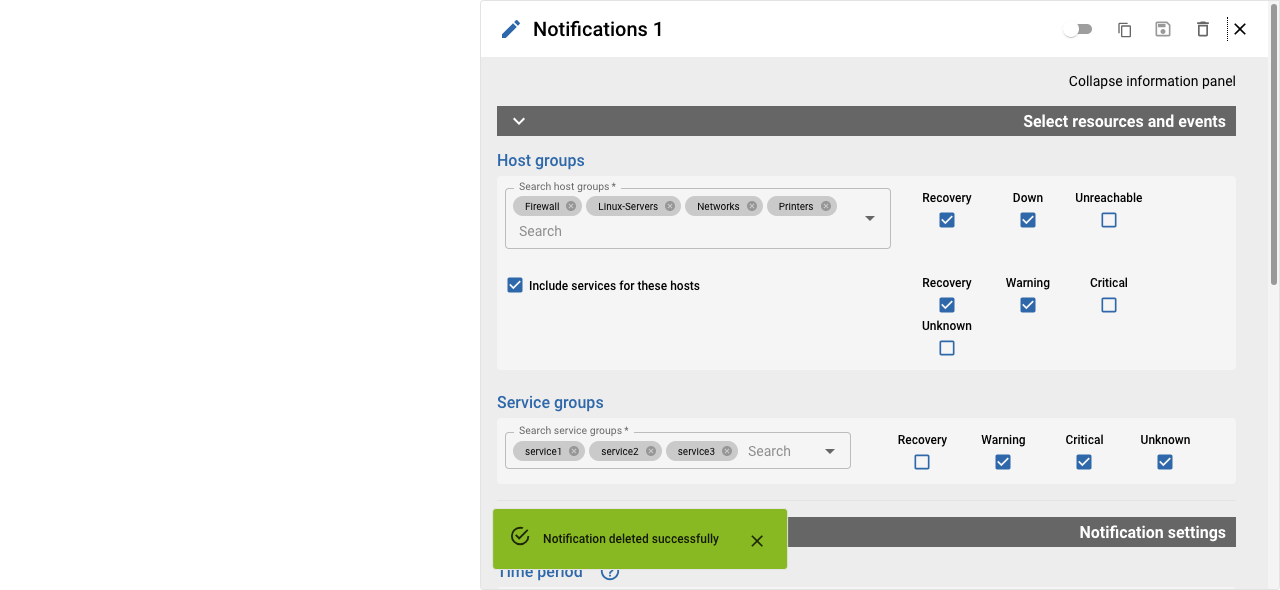 Notifications 1
Collapse information panel
Select resources and events
Host groups
Search host groups *
Firewall Linux-Servers Networks Printers
Search
Recovery Down Unreachable
Include services for these hosts
Recovery Warning Critical
Unknown
Service groups
Search service groups *
service1 service2 service3 Search
Recovery Warning Critical Unknown
Notification settings
Notification deleted successfully
Time period